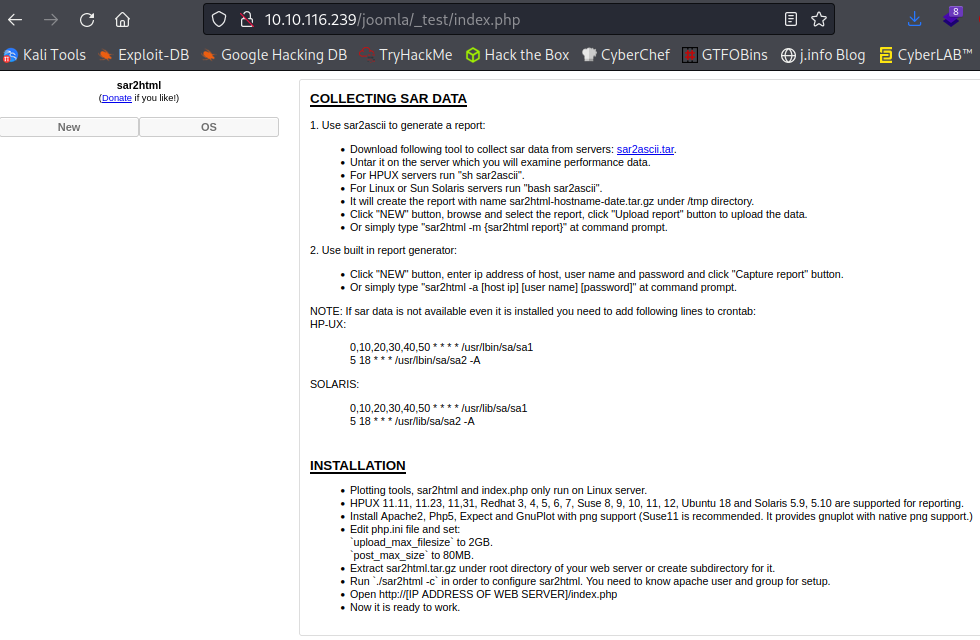 10.10.116.239/joomla/_test/index.php
8
Kali Tools Exploit-DB Google Hacking DB TryHackMe Hack the Box CyberChef GTFOBins j.info Blog CyberLAB™
sar2html
(Donate if you like!)
New OS
COLLECTING SAR DATA
1. Use sar2ascii to generate a report:
• Download following tool to collect sar data from servers: sar2ascii.tar.
• Untar it on the server which you will examine performance data.
• For HPUX servers run "sh sar2ascii".
• For Linux or Sun Solaris servers run "bash sar2ascii".
• It will create the report with name sar2html-hostname-date.tar.gz under /tmp directory.
• Click "NEW" button, browse and select the report, click "Upload report" button to upload the data.
• Or simply type "sar2html -m {sar2html report}" at command prompt.
2. Use built in report generator:
• Click "NEW" button, enter ip address of host, user name and password and click "Capture report" button.
• Or simply type "sar2html -a [host ip] [user name] [password]" at command prompt.
NOTE: If sar data is not available even it is installed you need to add following lines to crontab:
HP-UX:
0,10,20,30,40,50 * * * * /usr/lbin/sa/sa1
5 18 * * * /usr/lbin/sa/sa2 -A
SOLARIS:
0,10,20,30,40,50 * * * * /usr/lib/sa/sa1
5 18 * * * /usr/lib/sa/sa2 -A
INSTALLATION
• Plotting tools, sar2html and index.php only run on Linux server.
• HPUX 11.11, 11.23, 11,31, Redhat 3, 4, 5, 6, 7, Suse 8, 9, 10, 11, 12, Ubuntu 18 and Solaris 5.9, 5.10 are supported for reporting.
• Install Apache2, Php5, Expect and GnuPlot with png support (Suse11 is recommended. It provides gnuplot with native png support.)
• Edit php.ini file and set:
`upload_max_filesize` to 2GB.
`post_max_size` to 80MB.
• Extract sar2html.tar.gz under root directory of your web server or create subdirectory for it.
• Run `./sar2html -c` in order to configure sar2html. You need to know apache user and group for setup.
• Open http://[IP ADDRESS OF WEB SERVER]/index.php
• Now it is ready to work.